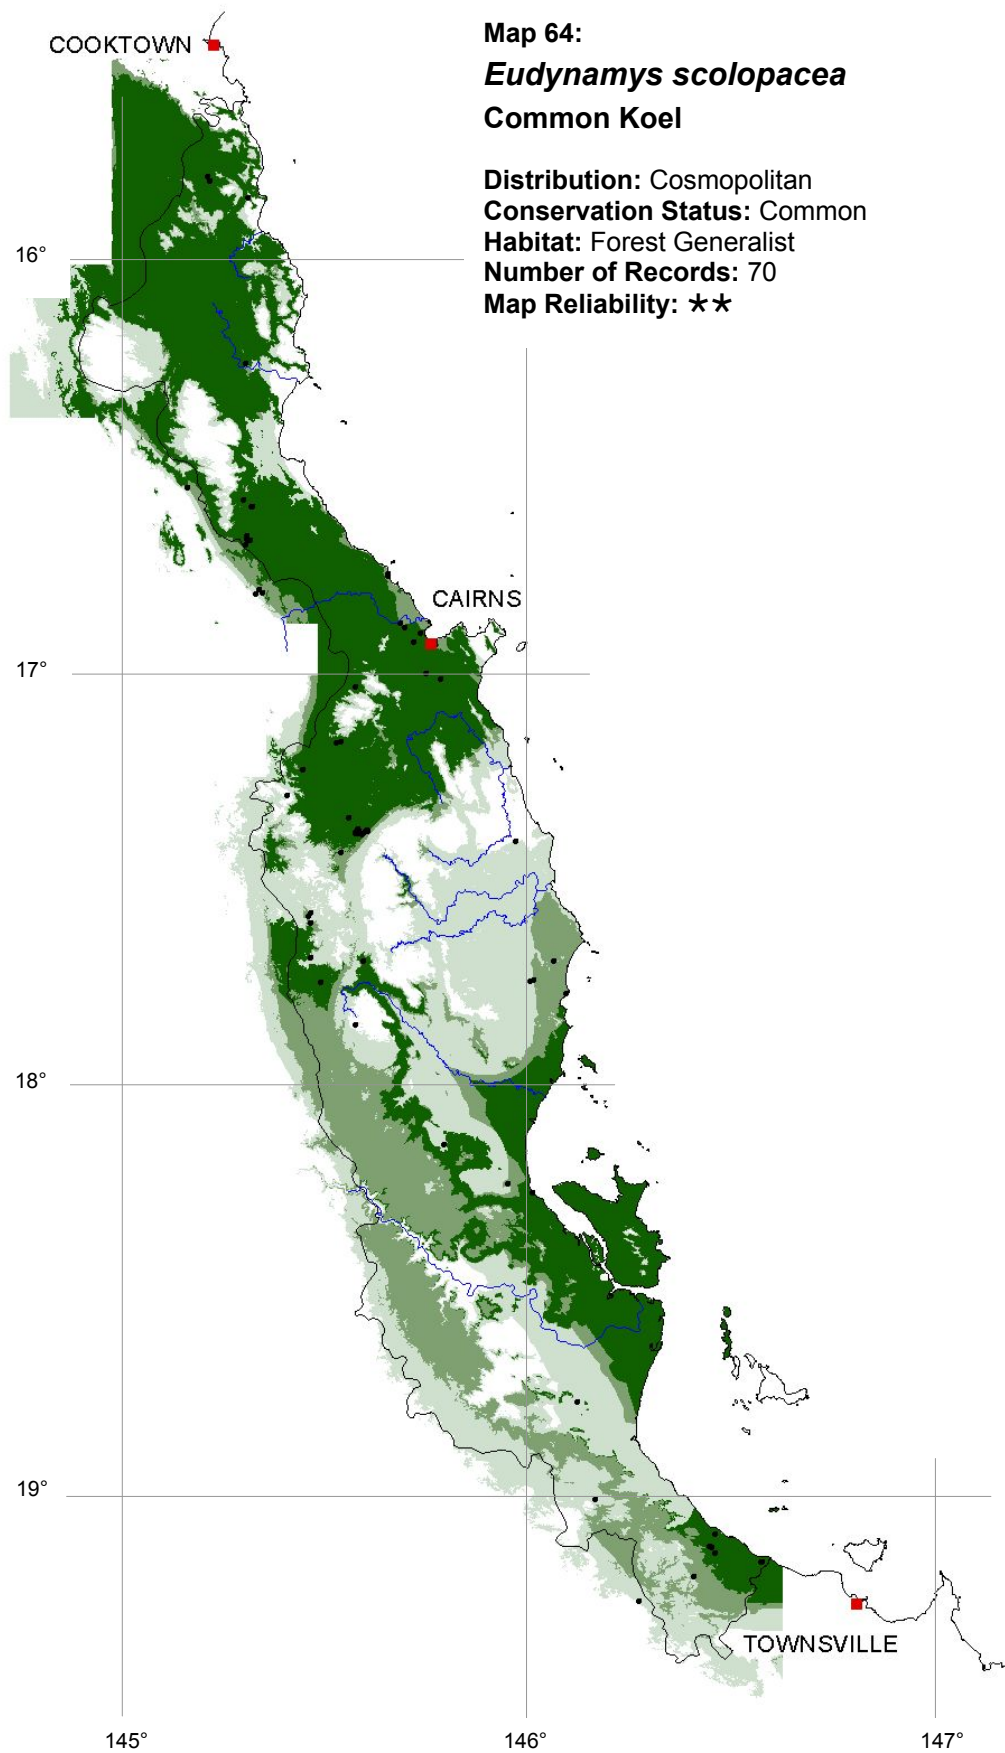 Map 64:
Eudynamys scolopacea
Common Koel
Distribution: Cosmopolitan
Conservation Status: Common
Habitat: Forest Generalist
Number of Records: 70
Map Reliability: **
COOKTOWN
16°
CAIRNS
17°
18°
19°
TOWNSVILLE
145° 146° 147°